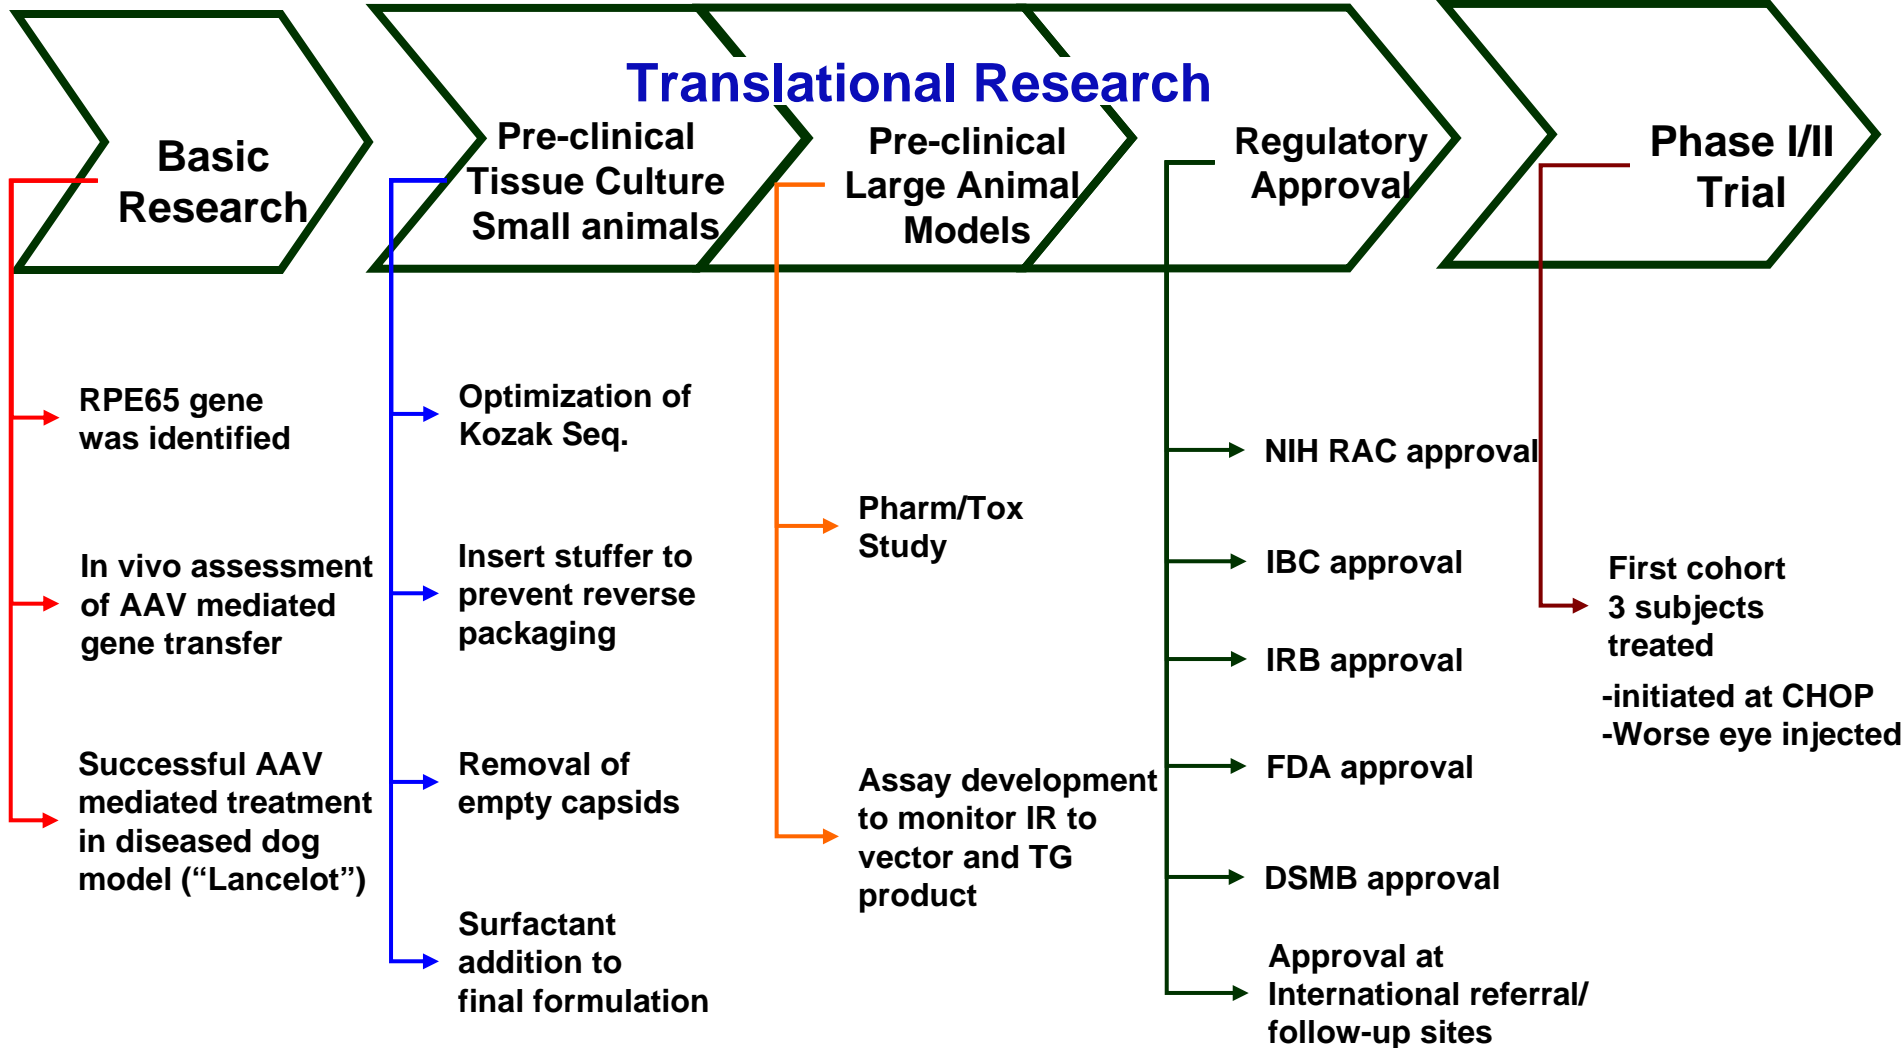 Translational Research
Basic
Research
Pre-clinical
Tissue Culture
Small animals
Pre-clinical
Large Animal
Models
Regulatory
Approval
Phase I/II
Trial
RPE65 gene
was identified
In vivo assessment
of AAV mediated
gene transfer
Successful AAV
mediated treatment
in diseased dog
model (“Lancelot”)
Optimization of
Kozak Seq.
Insert stuffer to
prevent reverse
packaging
Removal of
empty capsids
Surfactant
addition to
final formulation
Pharm/Tox
Study
Assay development
to monitor IR to
vector and TG
product
NIH RAC approval
IBC approval
IRB approval
FDA approval
DSMB approval
Approval at
International referral/
follow-up sites
First cohort
3 subjects
treated
-initiated at CHOP
-Worse eye injected